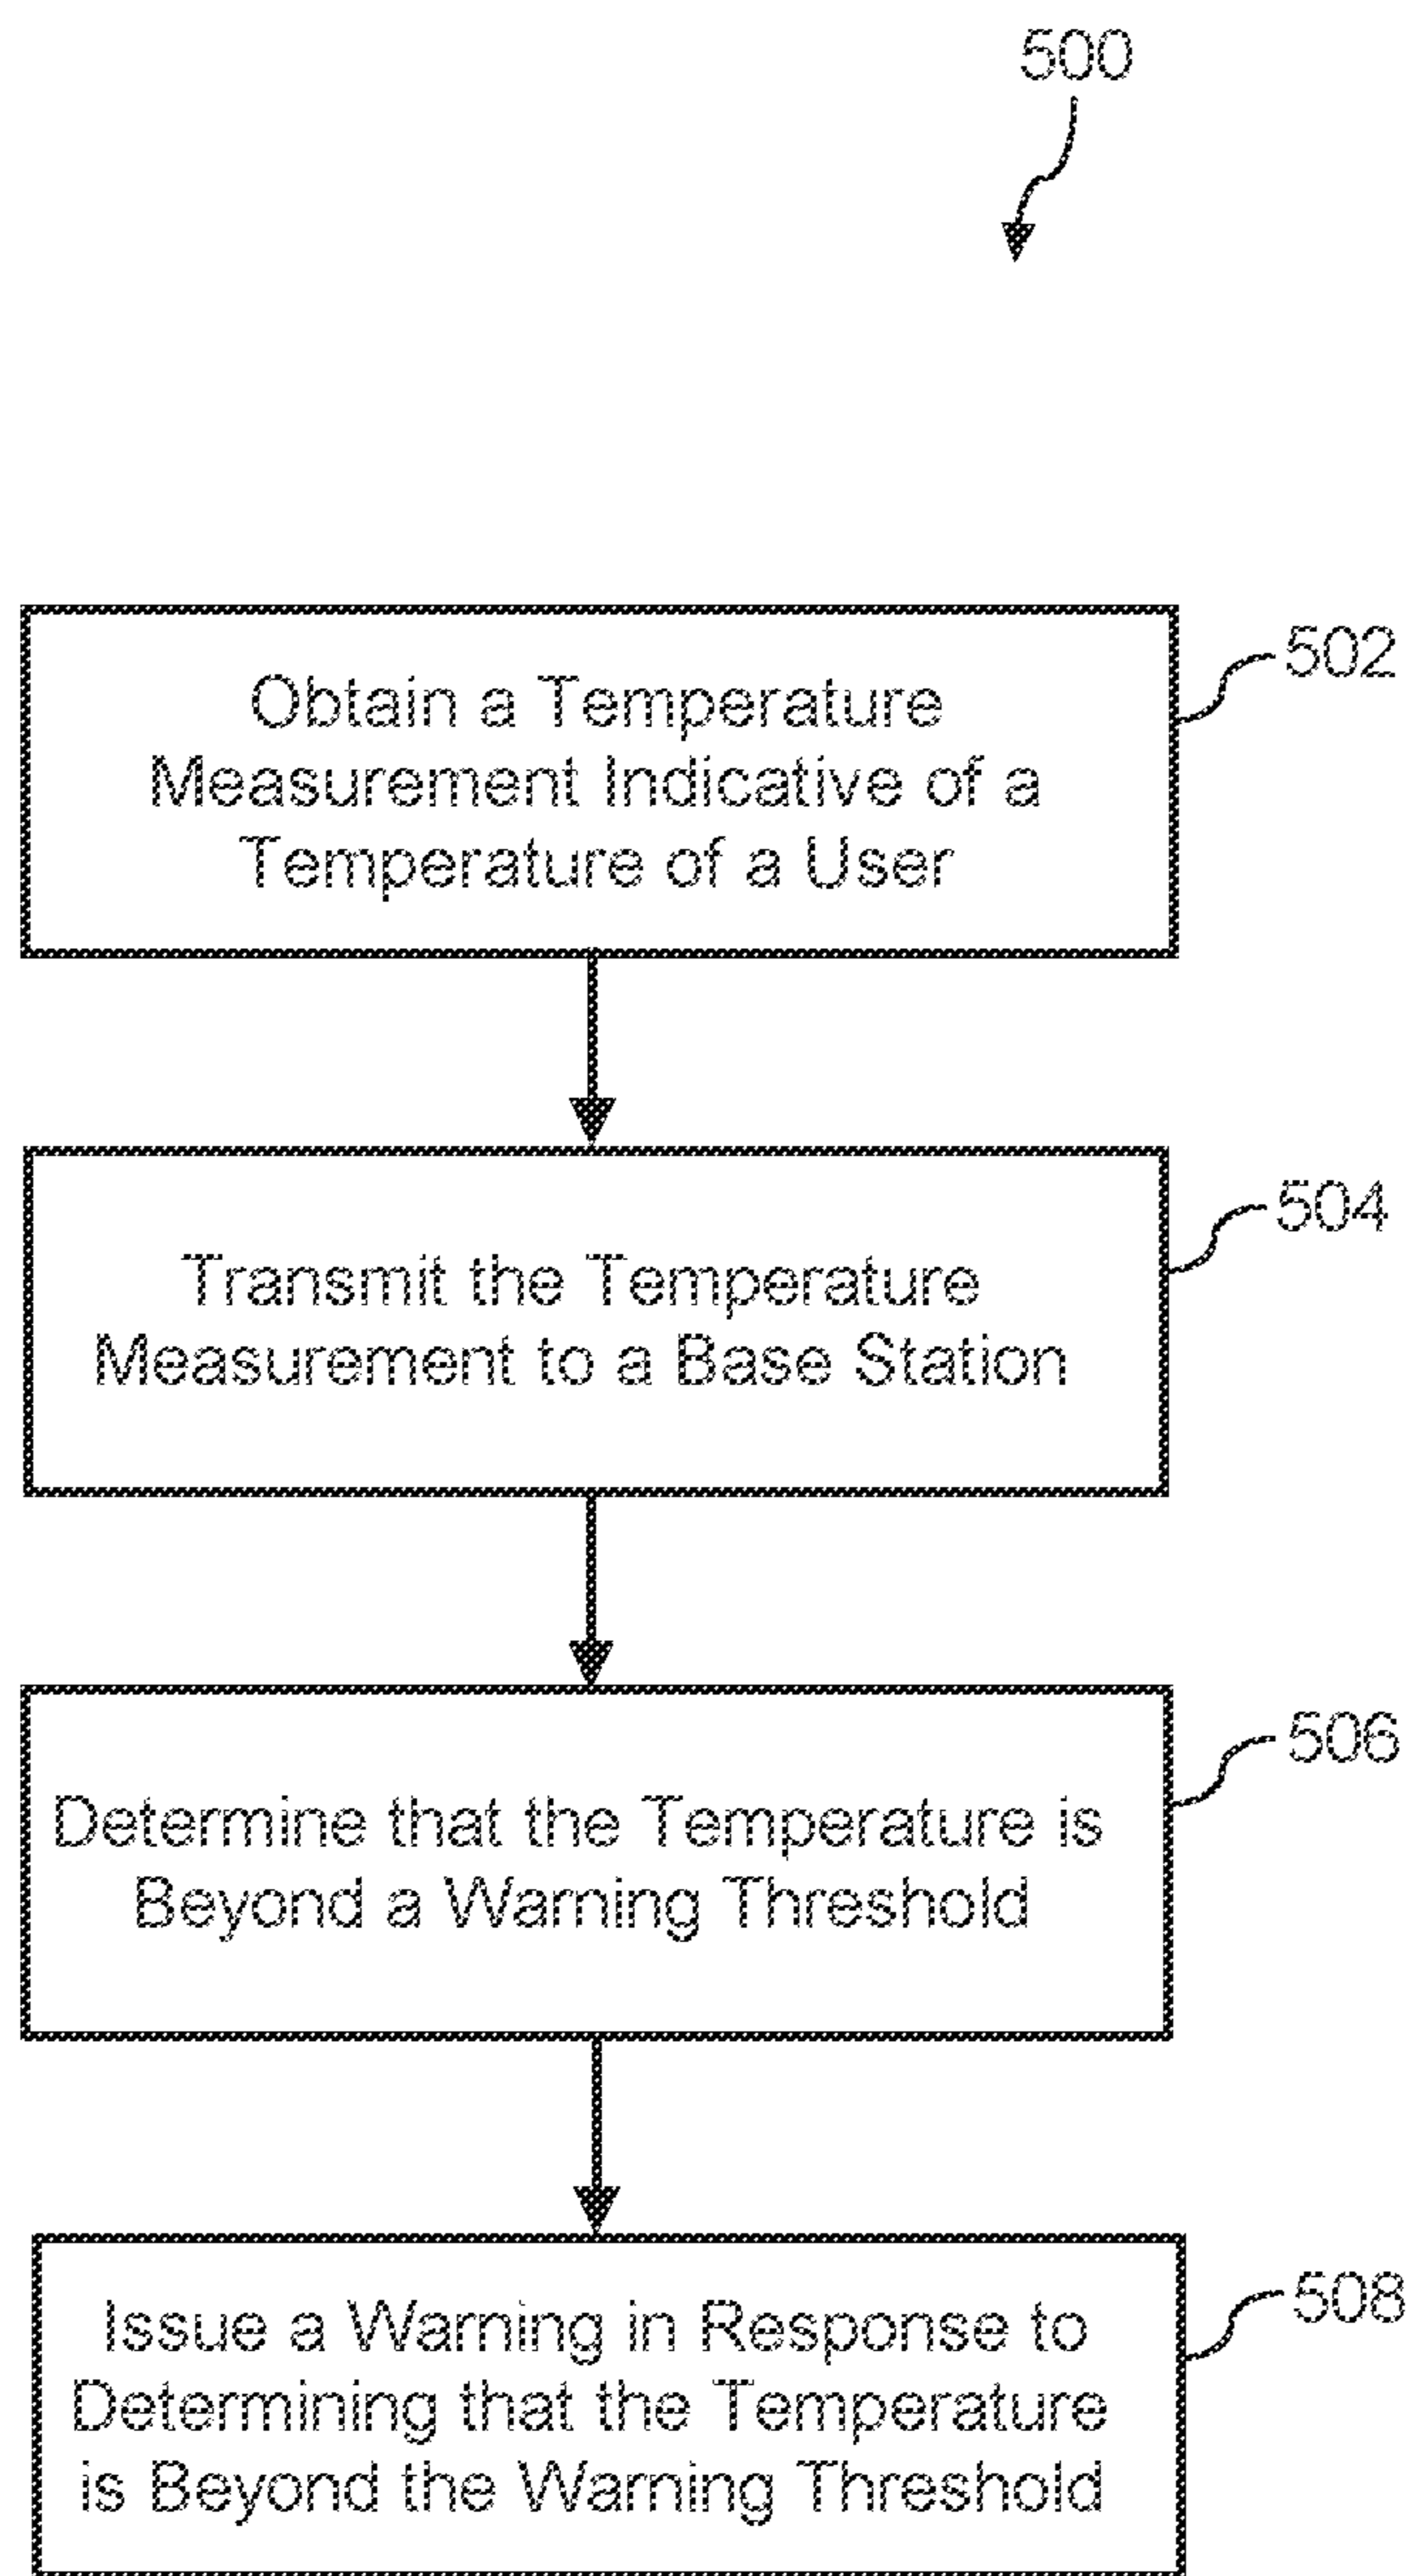 500
Obtain a Temperature
Measurement Indicative of a
Temperature of a User
502
Transmit the Temperature
Measurement to a Base Station
504
Determine that the Temperature is
Beyond a Warning Threshold
506
Issue a Warning in Response to
Determining that the Temperature
is Beyond the Warning Threshold
508